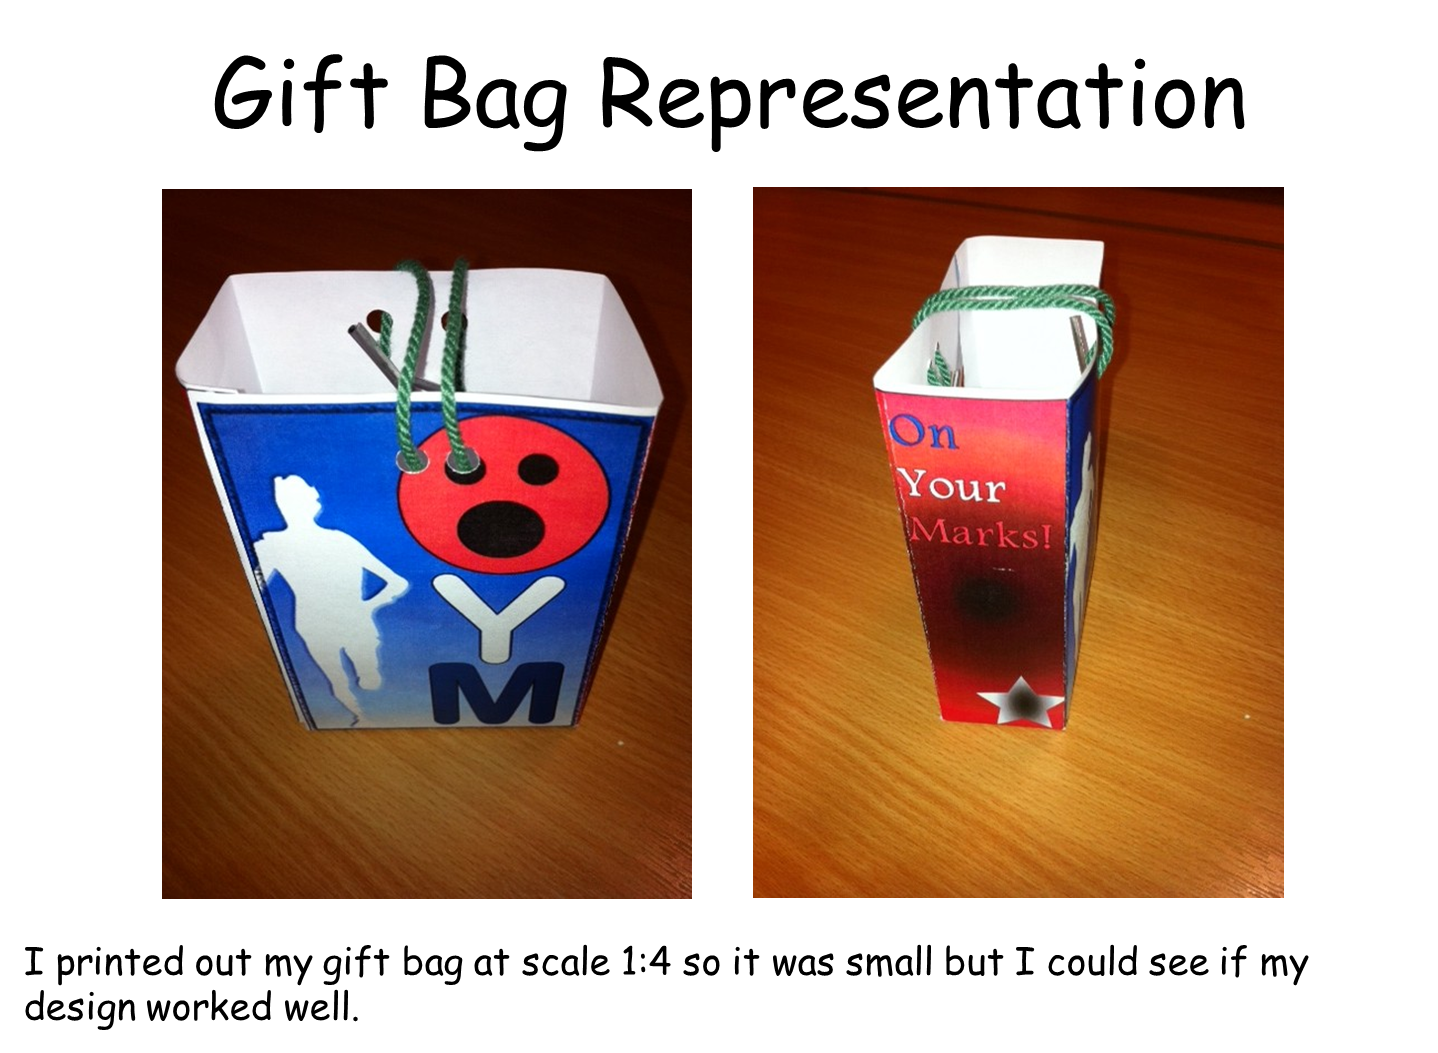 Gift Bag Representation
Y
M
On
Your
Marks!
I printed out my gift bag at scale 1:4 so it was small but I could see if my
design worked well.